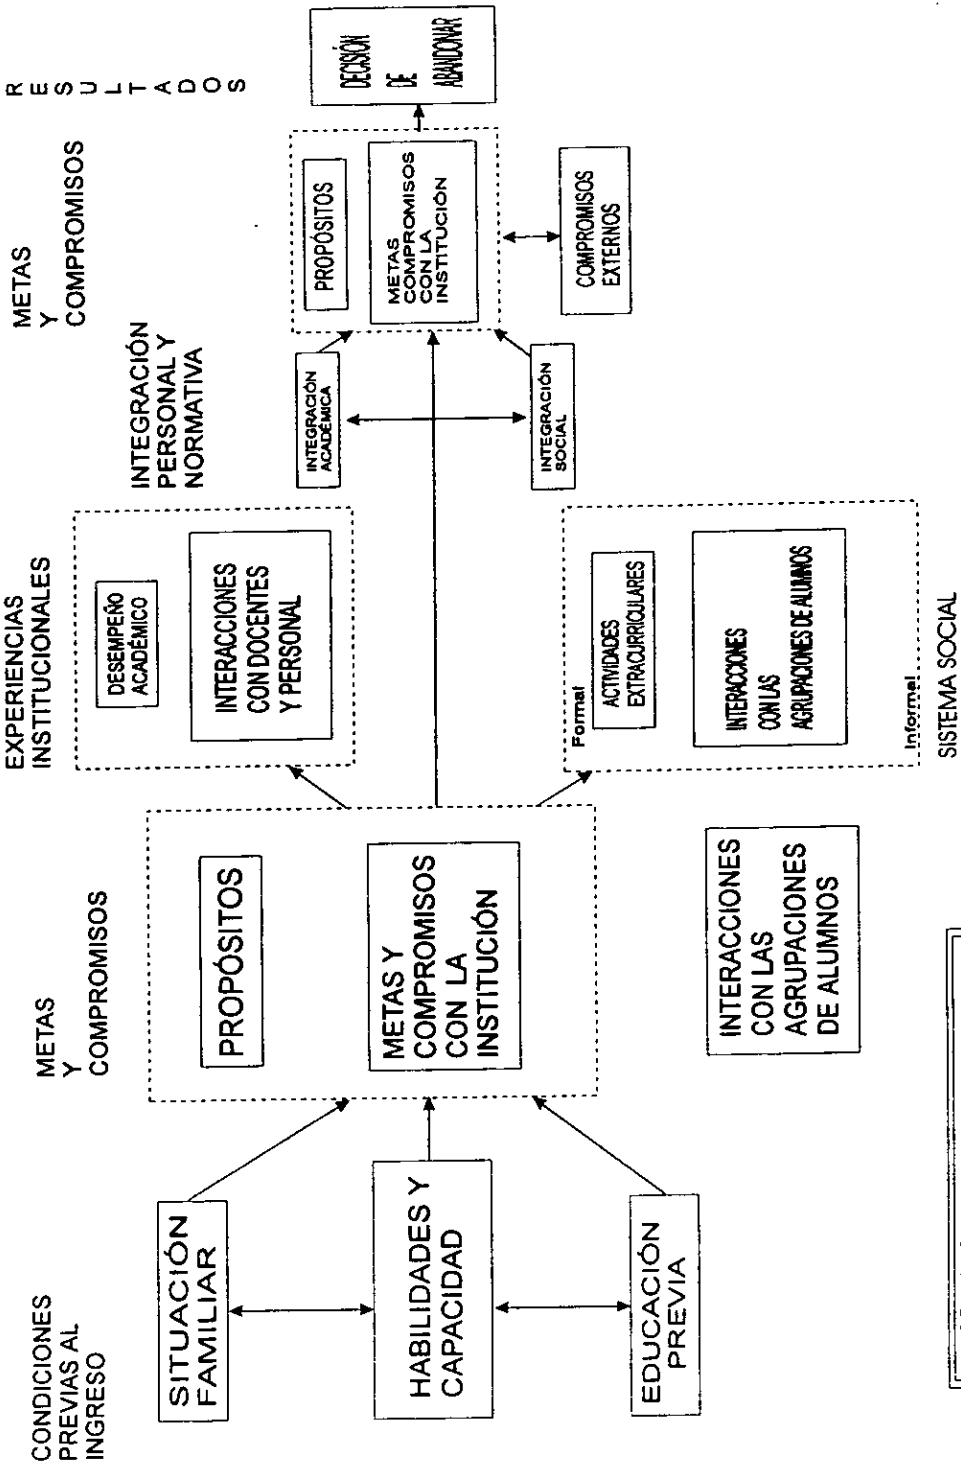 CONDICIONES
PREVIAS AL
INGRESO
METAS
Y
COMPROMISOS
EXPERIENCIAS
INSTITUCIONALES
INTEGRACIÓN
PERSONAL Y
NORMATIVA
METAS
Y
COMPROMISOS
R
E
S
U
L
T
A
D
O
S
SITUACIÓN
FAMILIAR
HABILIDADES Y
CAPACIDAD
EDUCACIÓN
PREVIA
PROPÓSITOS
METAS Y
COMPROMISOS
CON LA
INSTITUCIÓN
INTERACCIONES
CON LAS
AGRUPACIONES
DE ALUMNOS
DESEMPEÑO
ACADÉMICO
INTERACCIONES
CON DOCENTES
Y PERSONAL
Formal
ACTIVIDADES
EXTRACURRICULARES
INTERACCIONES
CON LAS
AGRUPACIONES DE ALUMNOS
Informal
SISTEMA SOCIAL
INTEGRACIÓN
ACADÉMICA
INTEGRACIÓN
SOCIAL
PROPÓSITOS
METAS
COMPROMISOS
CON LA
INSTITUCIÓN
COMPROMISOS
EXTERNOS
DECISIÓN
DE
ABANDONAR